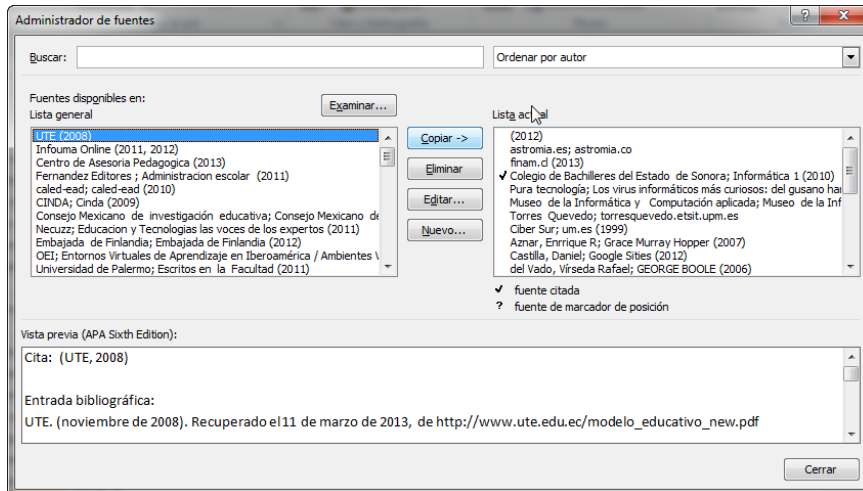 Administrador de fuentes
Buscar:
Ordenar por autor
Fuentes disponibles en:
Lista general
Examinar...
Lista actual
UTE (2008)
Infouma Online (2011, 2012)
Centro de Asesoria Pedagogica (2013)
Fernandez Editores ; Administracion escolar (2011)
caled-ead; caled-ead (2010)
CINDA; Cinda (2009)
Consejo Mexicano de investigación educativa; Consejo Mexicano de
Necuzz; Educacion y Tecnologias las voces de los expertos (2011)
Embajada de Finlandia; Embajada de Finlandia (2012)
OEI; Entornos Virtuales de Aprendizaje en Iberoamérica / Ambientes V
Universidad de Palermo; Escritos en la Facultad (2011)
Copiar ->
Eliminar
Editar...
Nuevo...
(2012)
astromia.es; astromia.co
finam.cl (2013)
✓ Colegio de Bachilleres del Estado de Sonora; Informática 1 (2010)
Pura tecnología; Los virus informáticos más curiosos: del gusano har
Museo de la Informática y Computación aplicada; Museo de la Inf
Torres Quevedo; torresquevedo.etsit.upm.es
Ciber Sur; um.es (1999)
Aznar, Enrrique R; Grace Murray Hopper (2007)
Castilla, Daniel; Google Sities (2012)
del Vado, Vírseda Rafael; GEORGE BOOLE (2006)
✓ fuente citada
? fuente de marcador de posición
Vista previa (APA Sixth Edition):
Cita: (UTE, 2008)
Entrada bibliográfica:
UTE. (noviembre de 2008). Recuperado el 11 de marzo de 2013, de http://www.ute.edu.ec/modelo_educativo_new.pdf
Cerrar